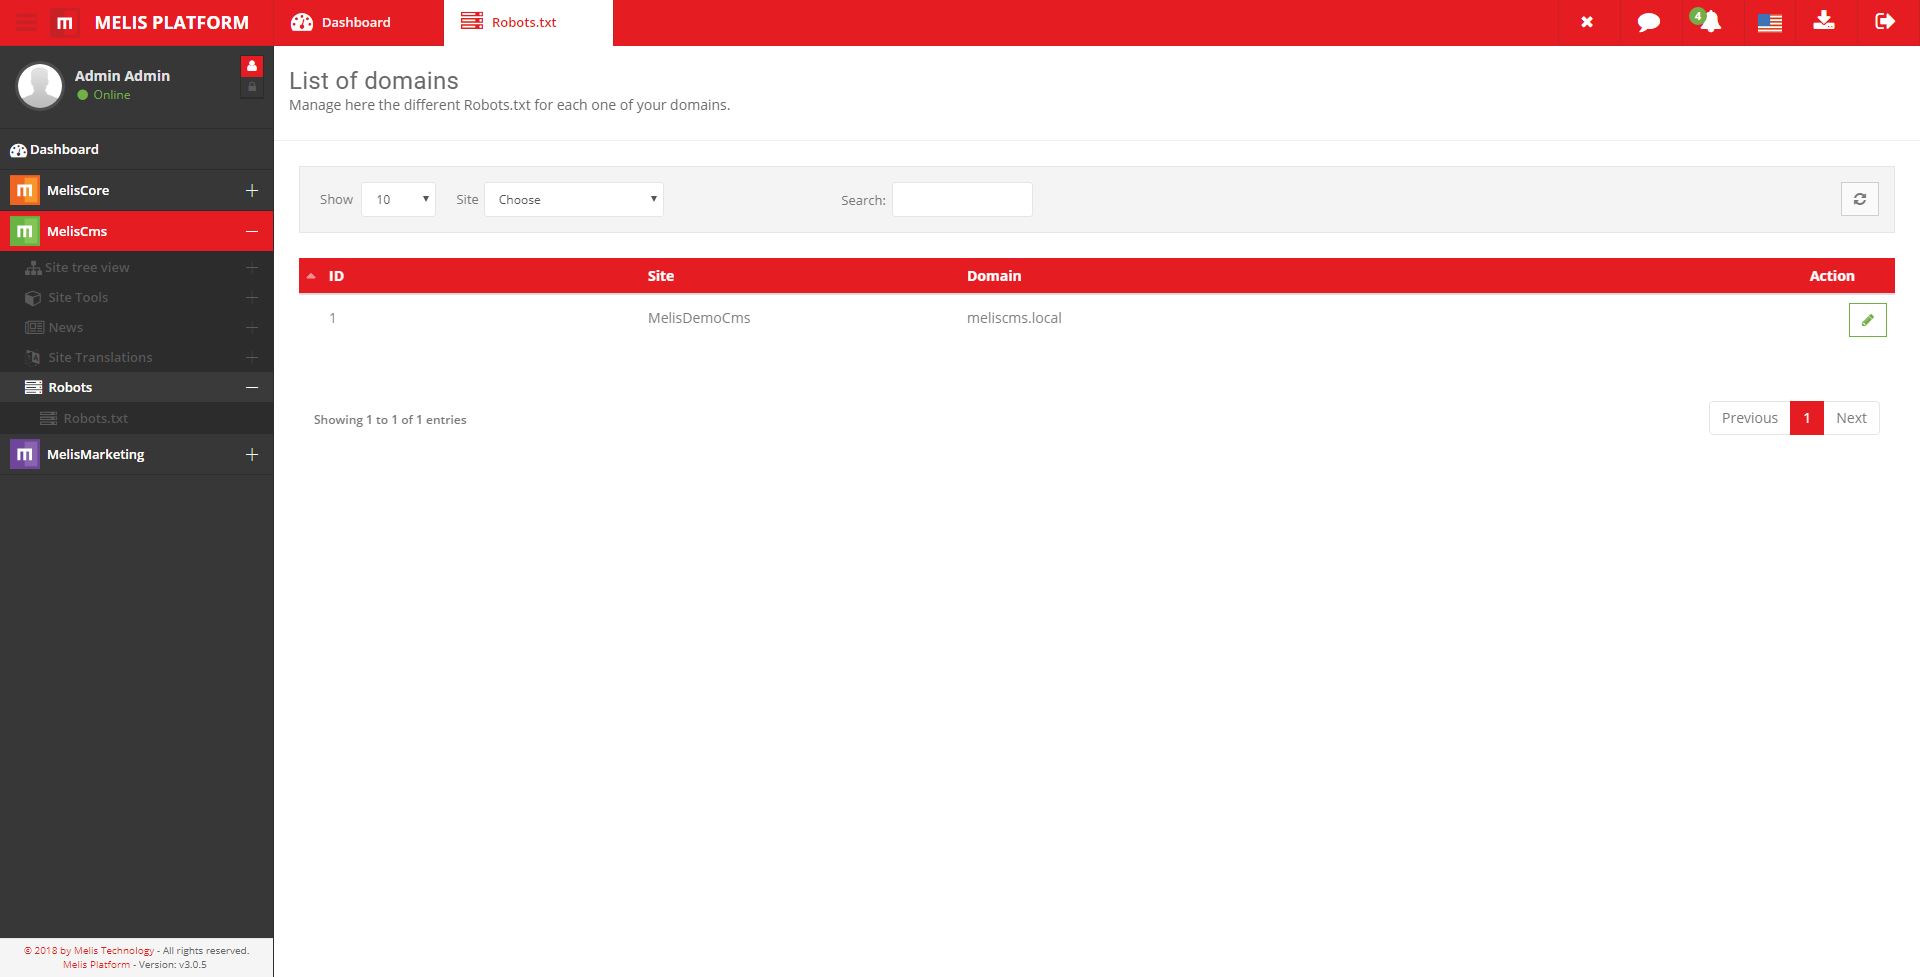 MELIS PLATFORM
Dashboard
Robots.txt
4
Admin Admin
Online
Dashboard
MelisCore
MelisCms
Site tree view
Site Tools
News
Site Translations
Robots
Robots.txt
MelisMarketing
© 2018 by Melis Technology - All rights reserved.
Melis Platform - Version: v3.0.5
List of domains
Manage here the different Robots.txt for each one of your domains.
Show 10 Site Choose Search:
ID Site Domain Action
1 MelisDemoCms meliscms.local
Showing 1 to 1 of 1 entries
Previous 1 Next